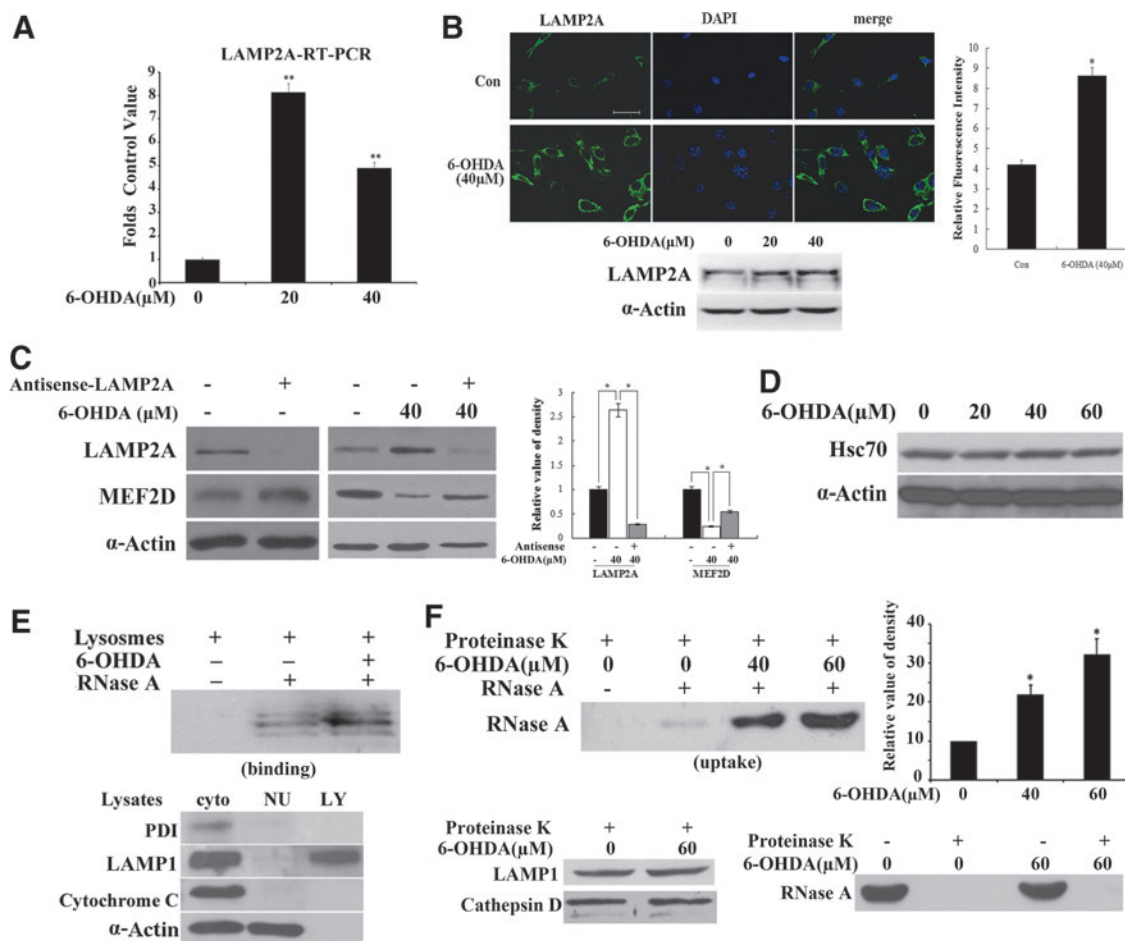 A
LAMP2A-RT-PCR
Folds Control Value
9
8
7
6
5
4
3
2
1
0
**
**
6-OHDA(μM) 0 20 40
B
LAMP2A DAPI merge
Con
6-OHDA
(40μM)
6-OHDA(μM) 0 20 40
LAMP2A
α-Actin
Relative Fluorescence Intensity
10
9
8
7
6
5
4
3
2
1
0
*
Con 6-OHDA (40μM)
C
Antisense-LAMP2A - + - - +
6-OHDA (μM) - - - 40 40
LAMP2A
MEF2D
α-Actin
Relative value of density
3
2.5
2
1.5
1
0.5
0
* *
* *
Antisense - - + - - +
6-OHDA(μM) - 40 40 - 40 40
LAMP2A MEF2D
D
6-OHDA(μM) 0 20 40 60
Hsc70
α-Actin
E
Lysosmes + + +
6-OHDA – – +
RNase A – + +
(binding)
Lysates cyto NU LY
PDI
LAMP1
Cytochrome C
α-Actin
F
Proteinase K + + + +
6-OHDA(μM) 0 0 40 60
RNase A - + + +
RNase A
(uptake)
Relative value of density
40
30
20
10
0
*
*
6-OHDA(μM) 0 40 60
Proteinase K + +
6-OHDA(μM) 0 60
LAMP1
Cathepsin D
Proteinase K - + - +
6-OHDA(μM) 0 0 60 60
RNase A